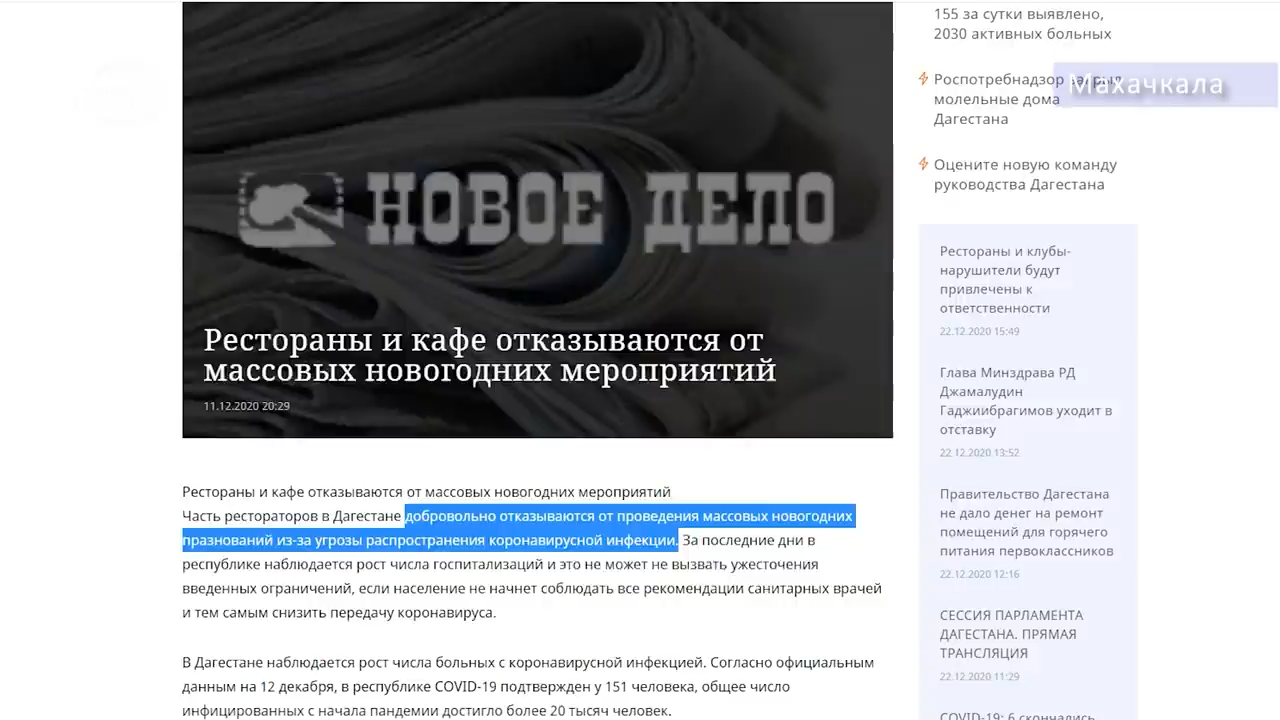 НОВОЕ ДЕЛО
Рестораны и кафе отказываются от
массовых новогодних мероприятий
11.12.2020 20:29
Рестораны и кафе отказываются от массовых новогодних мероприятий
Часть рестораторов в Дагестане добровольно отказываются от проведения массовых новогодних
празнований из-за угрозы распространения коронавирусной инфекции. За последние дни в
республике наблюдается рост числа госпитализаций и это не может не вызвать ужесточения
введенных ограничений, если население не начнет соблюдать все рекомендации санитарных врачей
и тем самым снизить передачу коронавируса.
В Дагестане наблюдается рост числа больных с коронавирусной инфекцией. Согласно официальным
данным на 12 декабря, в республике COVID-19 подтвержден у 151 человека, общее число
инфицированных с начала пандемии достигло более 20 тысяч человек.
155 за сутки выявлено,
2030 активных больных
Роспотребнадзор
молельные дома
Дагестана
Махачкала
Оцените новую команду
руководства Дагестана
Рестораны и клубы-
нарушители будут
привлечены к
ответственности
22.12.2020 15:49
Глава Минздрава РД
Джамалудин
Гаджиибрагимов уходит в
отставку
22.12.2020 13:52
Правительство Дагестана
не дало денег на ремонт
помещений для горячего
питания первоклассников
22.12.2020 12:16
СЕССИЯ ПАРЛАМЕНТА
ДАГЕСТАНА. ПРЯМАЯ
ТРАНСЛЯЦИЯ
22.12.2020 11:29
COVID-19: 6 скончались